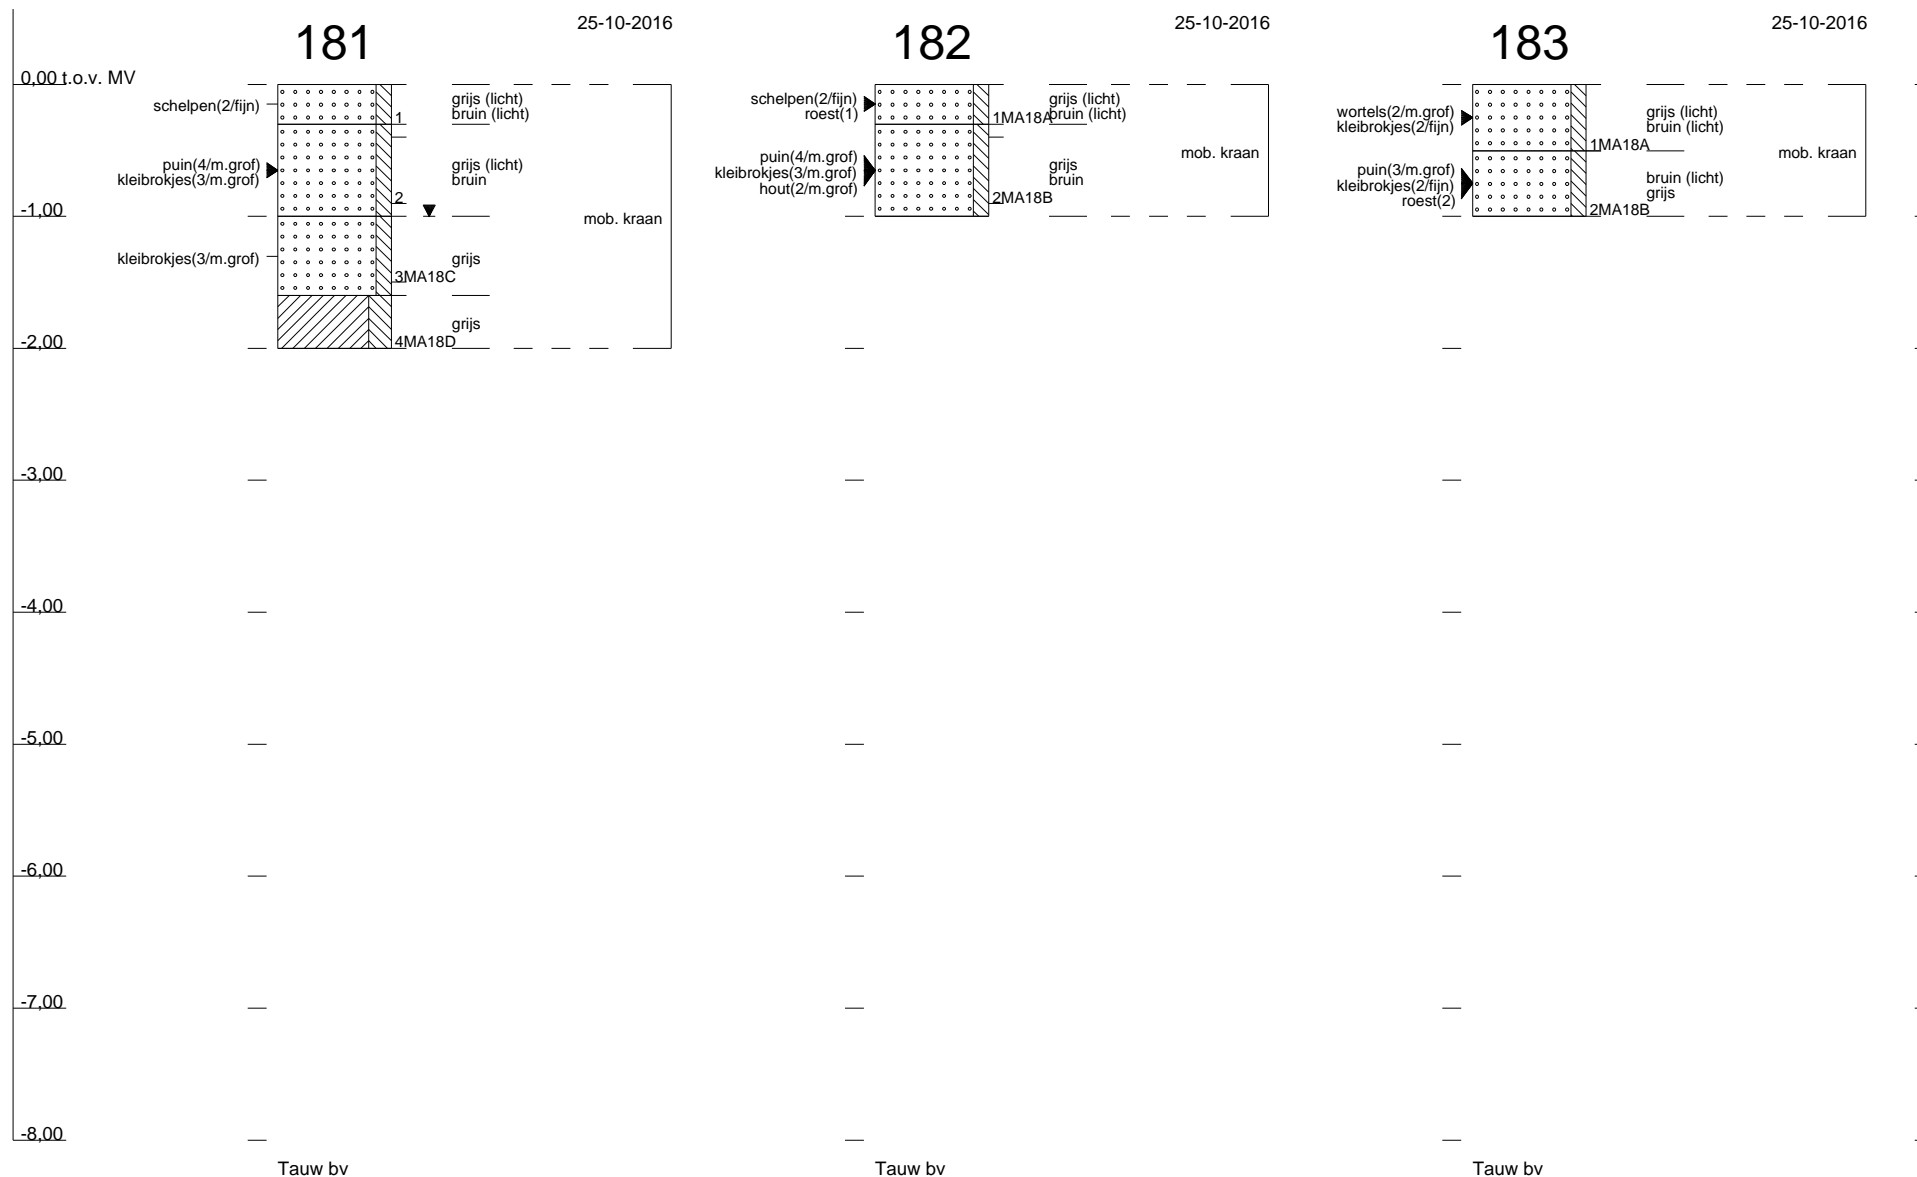 181
25-10-2016
182
25-10-2016
183
25-10-2016
0,00 t.o.v. MV
-1,00
-2,00
-3,00
-4,00
-5,00
-6,00
-7,00
-8,00
schelpen(2/fijn)
1
grijs (licht)
bruin (licht)
puin(4/m.grof)
kleibrokjes(3/m.grof)
2
grijs (licht)
bruin
mob. kraan
kleibrokjes(3/m.grof)
3MA18C
grijs
4MA18D
grijs
schelpen(2/fijn)
roest(1)
1MA18A
grijs (licht)
bruin (licht)
puin(4/m.grof)
kleibrokjes(3/m.grof)
hout(2/m.grof)
2MA18B
grijs
bruin
mob. kraan
wortels(2/m.grof)
kleibrokjes(2/fijn)
1MA18A
grijs (licht)
bruin (licht)
puin(3/m.grof)
kleibrokjes(2/fijn)
roest(2)
2MA18B
bruin (licht)
grijs
mob. kraan
Tauw bv
Tauw bv
Tauw bv